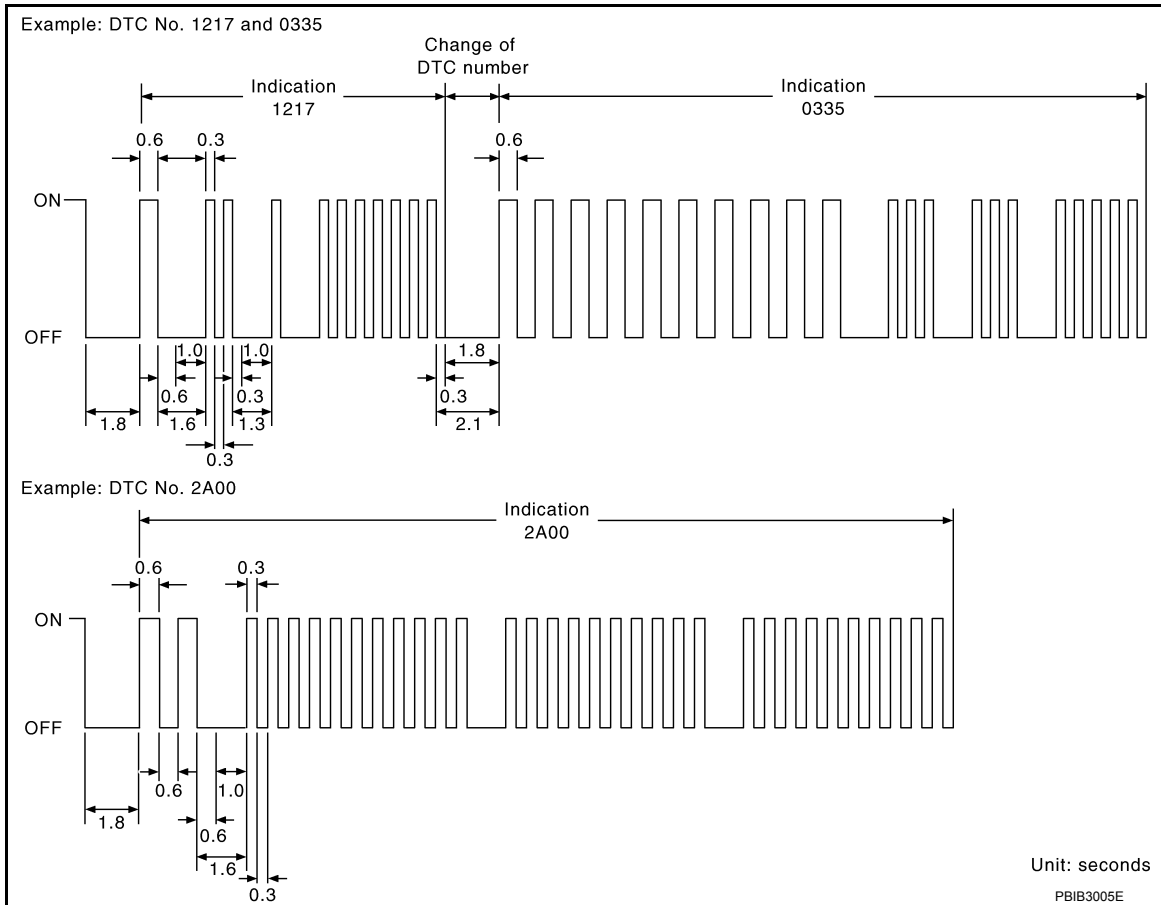 Example: DTC No. 1217 and 0335
Change of
DTC number
Indication
1217
Indication
0335
0.6
0.3
0.6
ON
OFF
1.0
1.0
1.8
0.6
0.3
0.3
1.8
1.6
1.3
2.1
0.3
Example: DTC No. 2A00
Indication
2A00
0.6
0.3
ON
OFF
0.6
1.0
1.8
0.6
1.6
0.3
Unit: seconds
PBIB3005E